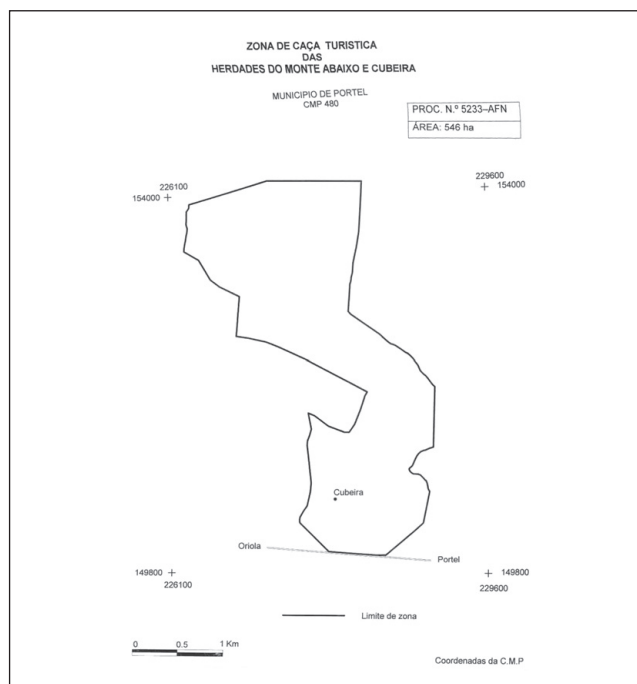 ZONA DE CAÇA TURISTICA
DAS
HERDADES DO MONTE ABAIXO E CUBEIRA
MUNICIPIO DE PORTEL
CMP 480
PROC. N.º 5233–AFN
ÁREA: 546 ha
226100
154000
229600
154000
Cubeira
Oriola
Portel
149800
226100
149800
229600
Limite de zona
0 0.5 1 Km
Coordenadas da C.M.P